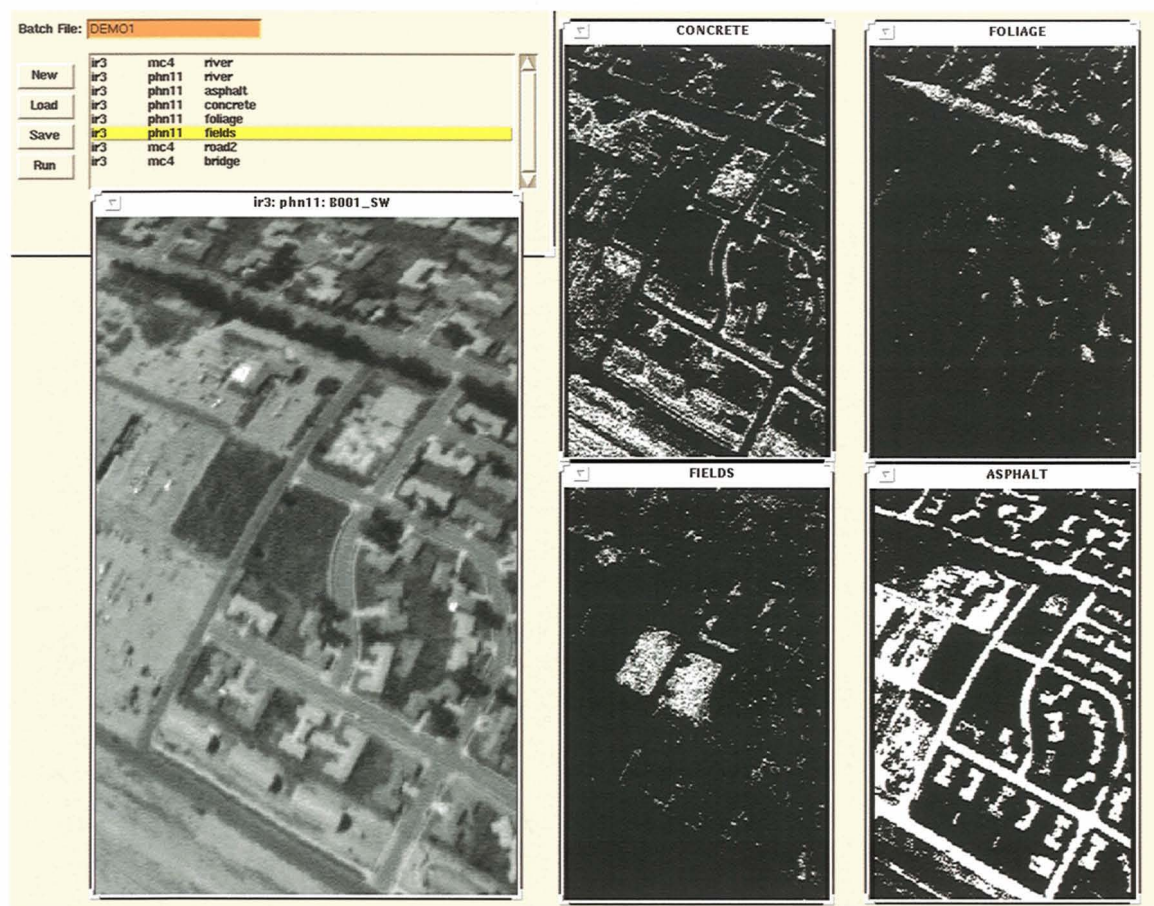 Batch File: DEMO1
New
Load
Save
Run
ir3 mc4 river
ir3 phn11 river
ir3 phn11 asphalt
ir3 phn11 concrete
ir3 phn11 foliage
ir3 phn11 fields
ir3 mc4 road2
ir3 mc4 bridge
ir3: phn11: B001_SW
CONCRETE
FOLIAGE
FIELDS
ASPHALT